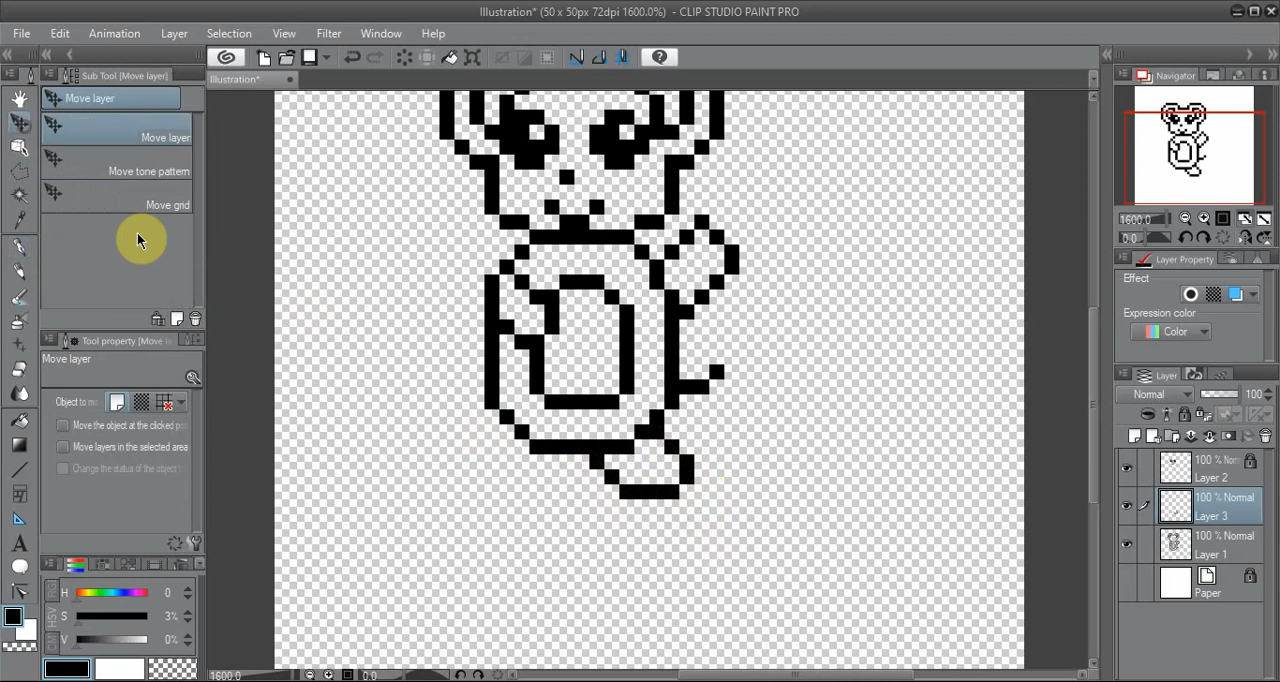 Illustration* (50 x 50px 72dpi 1600.0%) - CLIP STUDIO PAINT PRO
File Edit Animation Layer Selection View Filter Window Help
Sub Tool [Move layer]
Move layer
Move layer
Move tone pattern
Move grid
Tool property [Move la
Move layer
Object to m
Move the object at the clicked po
Move layers in the selected area
Change the status of the object
H 0
S 3%
V 0%
Illustration*
1600.0 0.0
Navigator
1600.0
0.0
Layer Property
Effect
Expression color
Color
Layer
Normal 100
100 % Nor
Layer 2
100 % Normal
Layer 3
100 % Normal
Layer 1
Paper